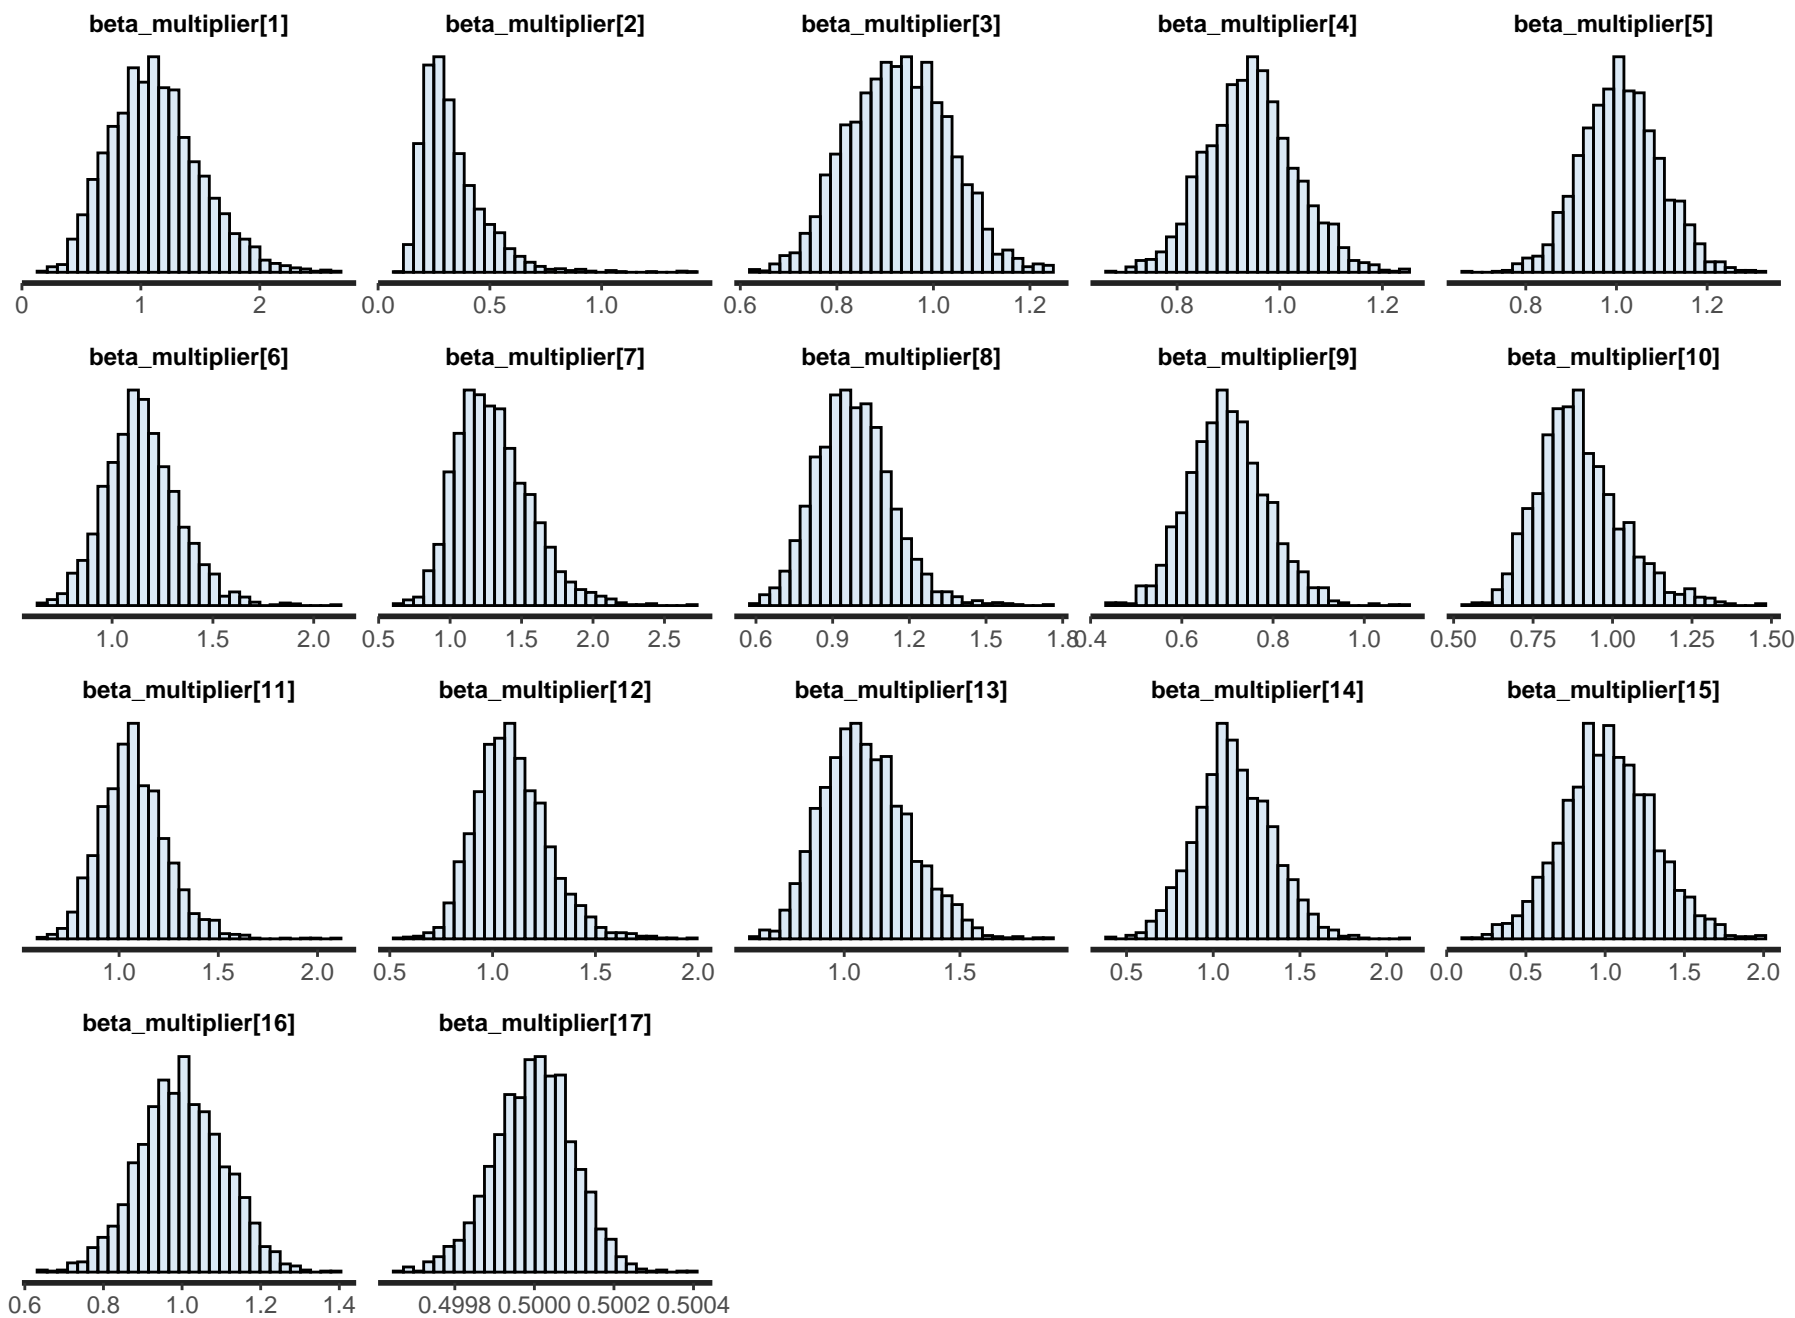 beta_multiplier[1] beta_multiplier[2] beta_multiplier[3] beta_multiplier[4] beta_multiplier[5]
0 1 2 0.0 0.5 1.0 0.6 0.8 1.0 1.2 0.8 1.0 1.2 0.8 1.0 1.2
beta_multiplier[6] beta_multiplier[7] beta_multiplier[8] beta_multiplier[9] beta_multiplier[10]
1.0 1.5 2.0 0.5 1.0 1.5 2.0 2.5 0.6 0.9 1.2 1.5 1.8 0.4 0.6 0.8 1.0 0.50 0.75 1.00 1.25 1.50
beta_multiplier[11] beta_multiplier[12] beta_multiplier[13] beta_multiplier[14] beta_multiplier[15]
1.0 1.5 2.0 0.5 1.0 1.5 2.0 1.0 1.5 0.5 1.0 1.5 2.0 0.0 0.5 1.0 1.5 2.0
beta_multiplier[16] beta_multiplier[17]
0.6 0.8 1.0 1.2 1.4 0.4998 0.5000 0.5002 0.5004